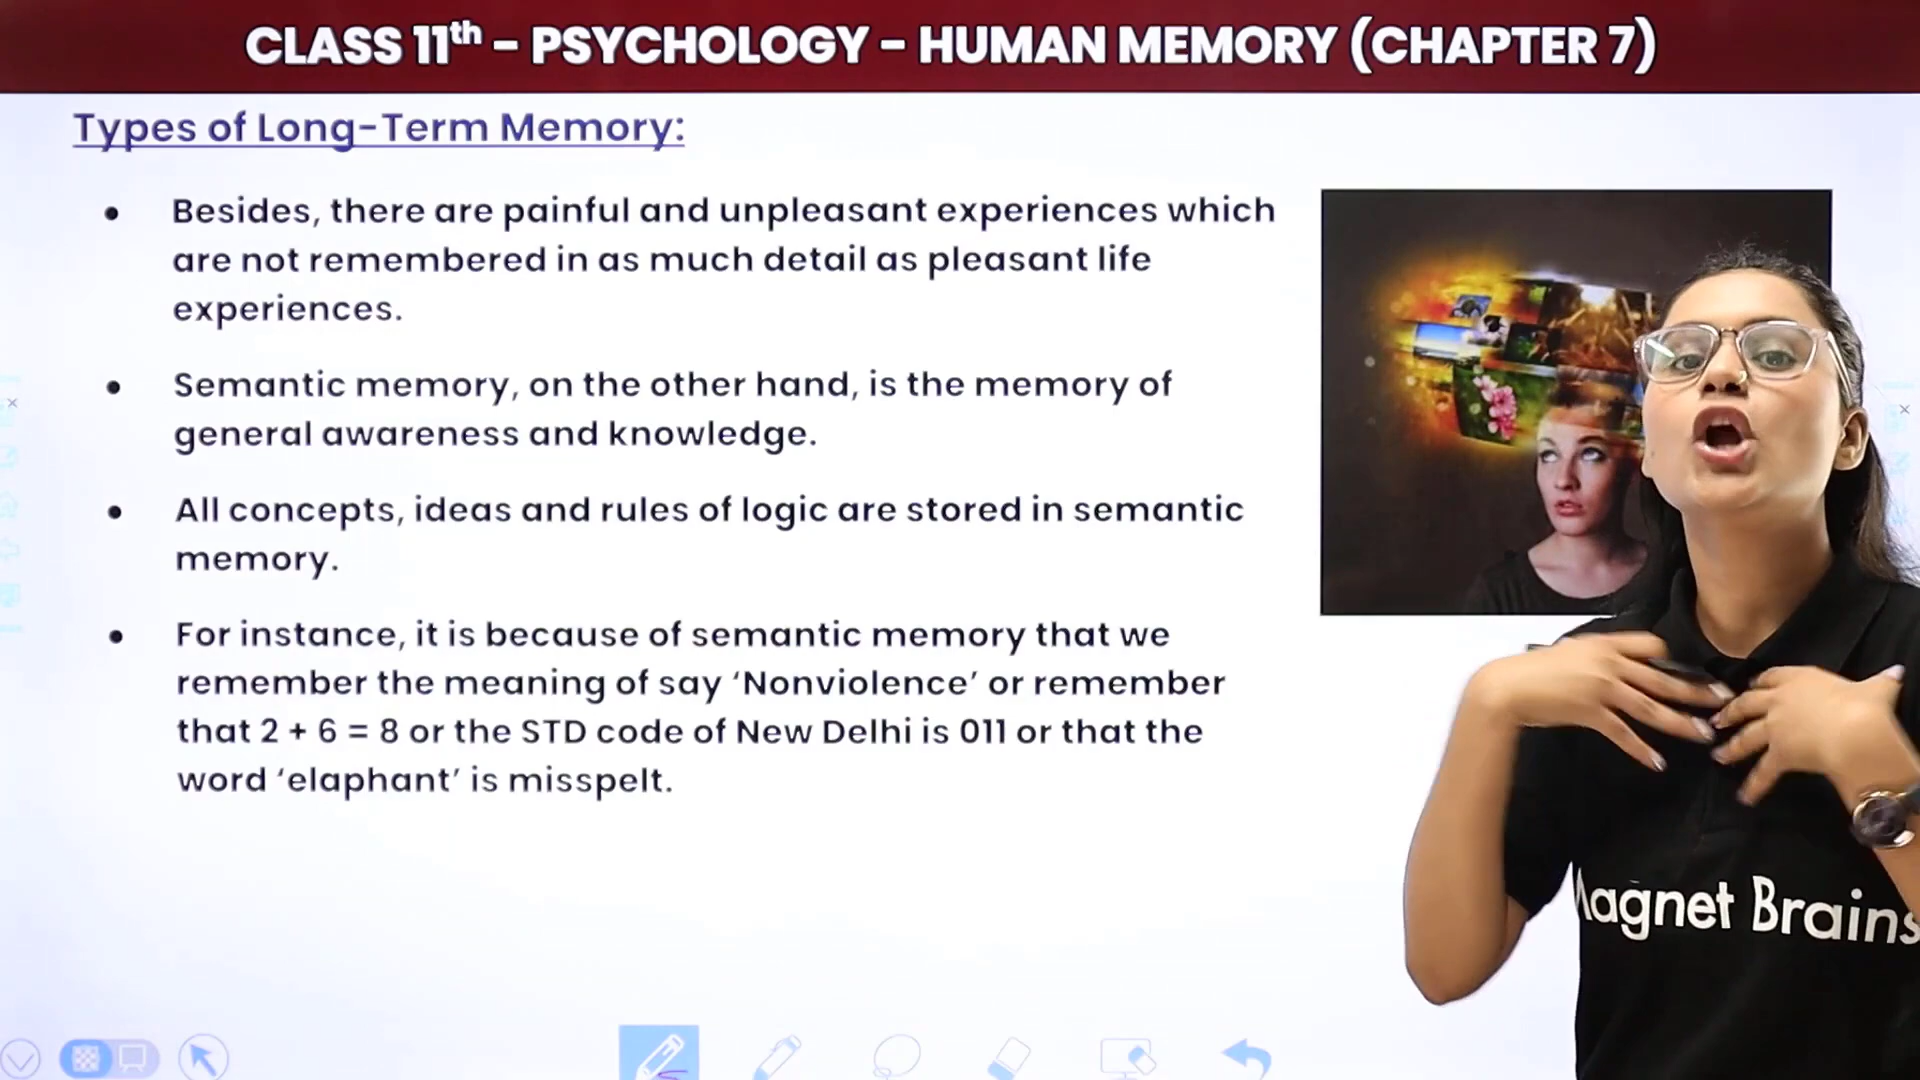 CLASS 11th - PSYCHOLOGY - HUMAN MEMORY (CHAPTER 7)
Types of Long-Term Memory:
• Besides, there are painful and unpleasant experiences which
are not remembered in as much detail as pleasant life
experiences.
• Semantic memory, on the other hand, is the memory of
general awareness and knowledge.
• All concepts, ideas and rules of logic are stored in semantic
memory.
• For instance, it is because of semantic memory that we
remember the meaning of say ‘Nonviolence’ or remember
that 2 + 6 = 8 or the STD code of New Delhi is 011 or that the
word ‘elaphant’ is misspelt.
Magnet Brains